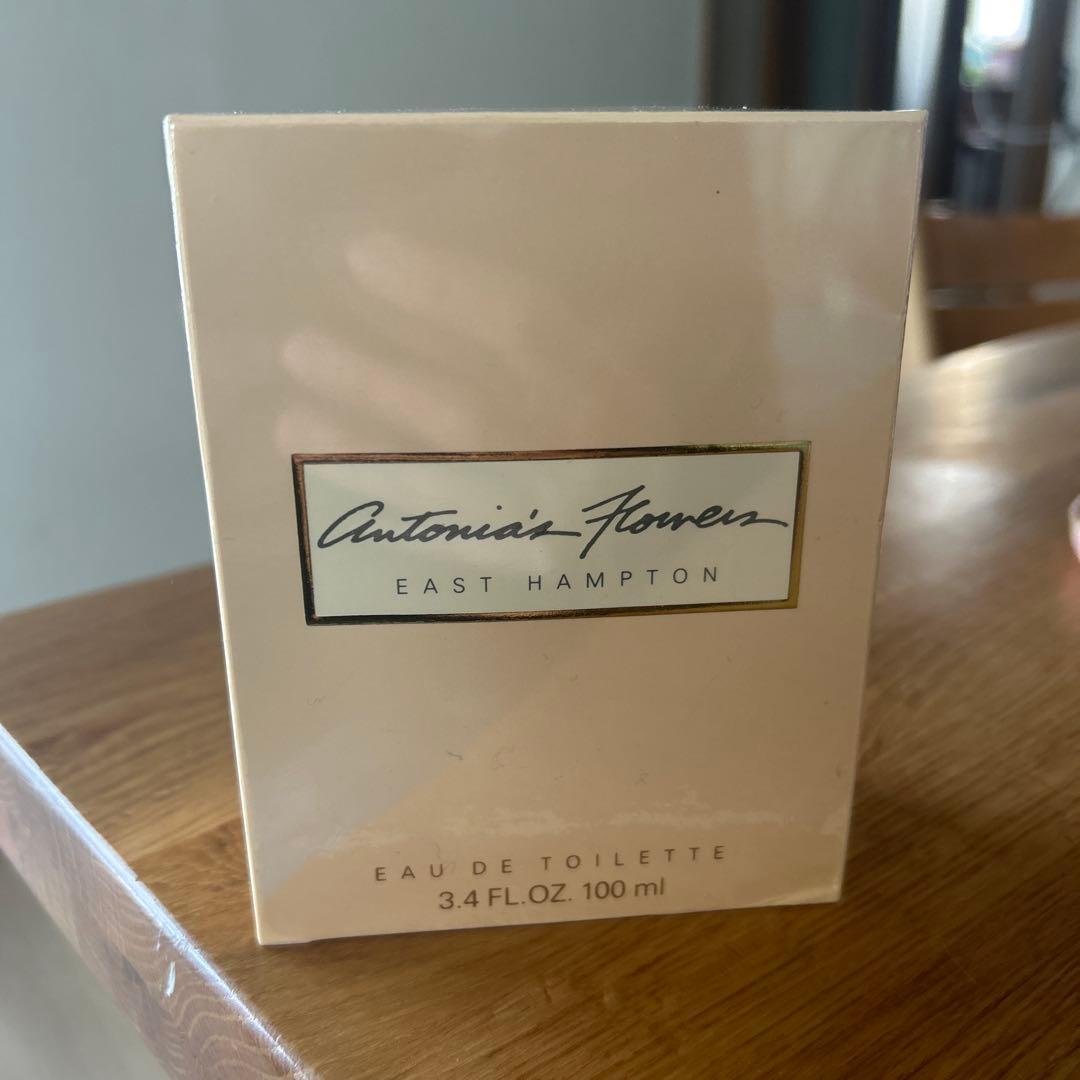 Antonia's Flowers
EAST HAMPTON
EAU DE TOILETTE
3.4 FL.OZ. 100 ml